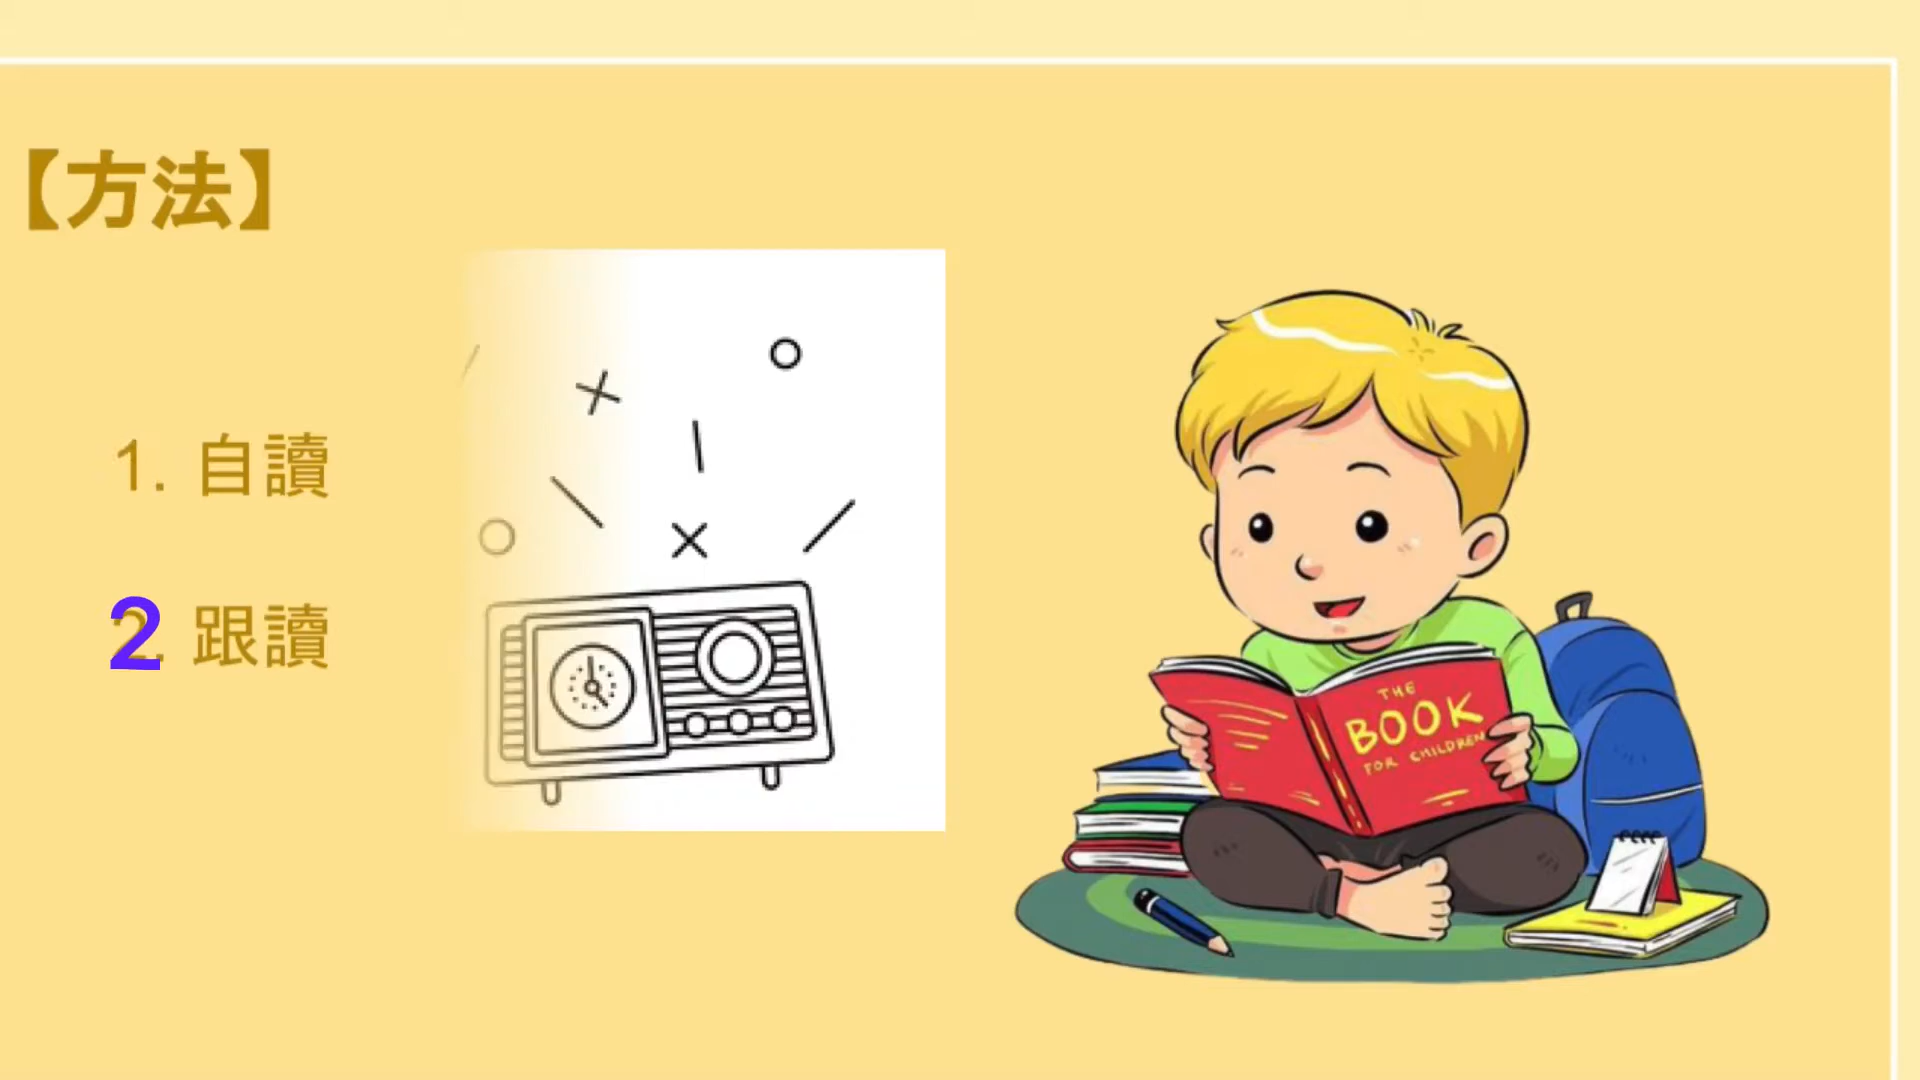 【方法】
1. 自讀
2. 跟讀
THE
BOOK
FOR CHILDREN